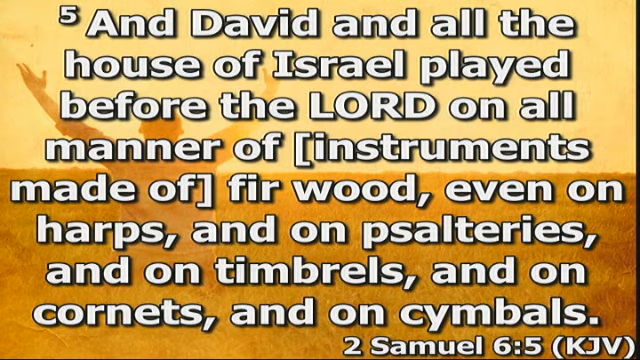 5 And David and all the
house of Israel played
before the LORD on all
manner of [instruments
made of] fir wood, even on
harps, and on psalteries,
and on timbrels, and on
cornets, and on cymbals.
2 Samuel 6:5 (KJV)